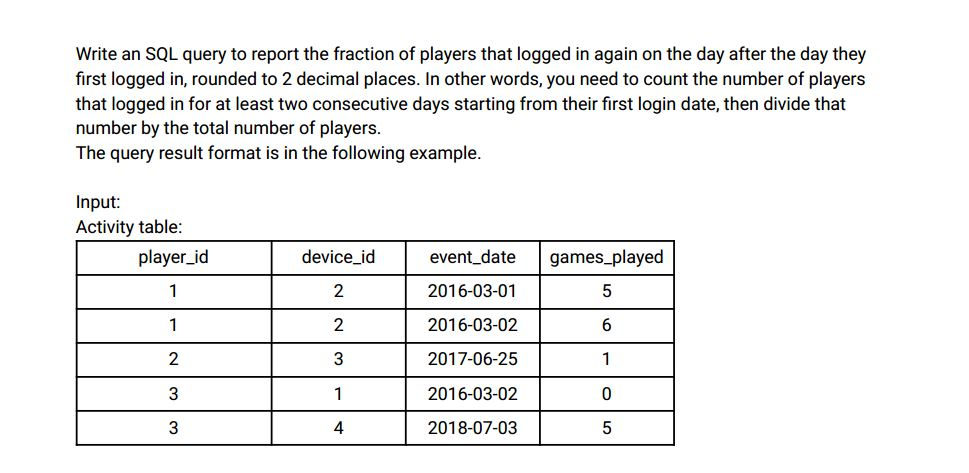 Write an SQL query to report the fraction of players that logged in again on the day after the day they
first logged in, rounded to 2 decimal places. In other words, you need to count the number of players
that logged in for at least two consecutive days starting from their first login date, then divide that
number by the total number of players.
The query result format is in the following example.
Input:
Activity table:
player_id device_id event_date games_played
1 2 2016-03-01 5
1 2 2016-03-02 6
2 3 2017-06-25 1
3 1 2016-03-02 0
3 4 2018-07-03 5